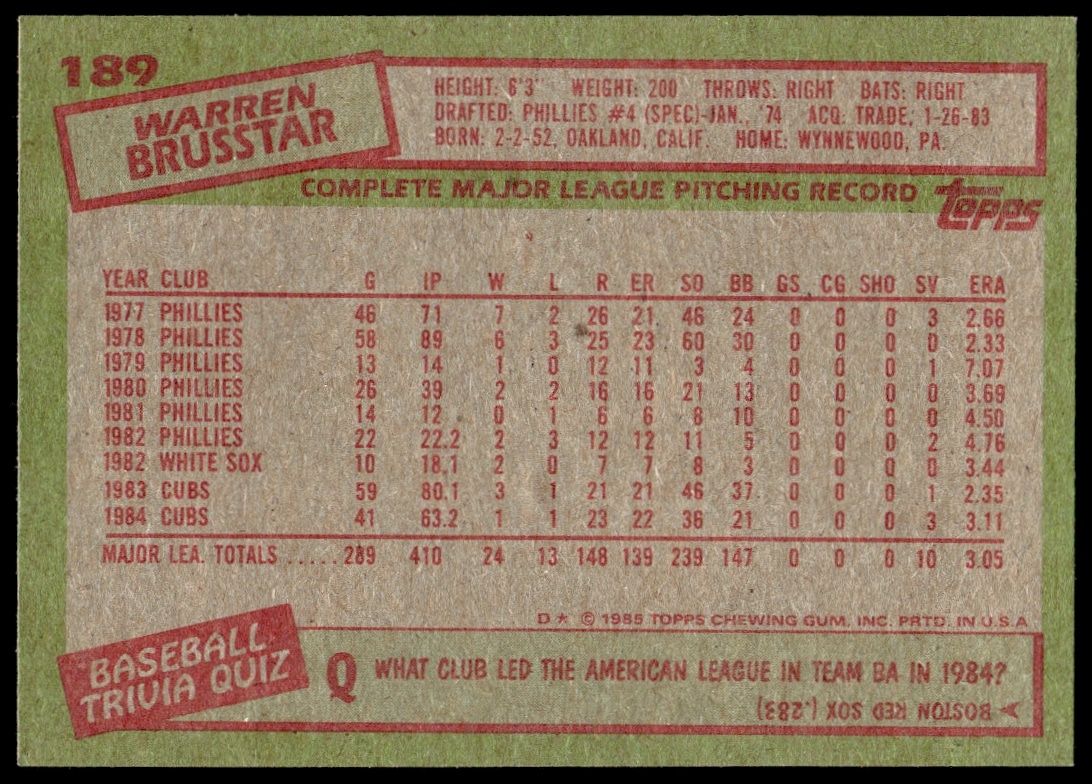 189
WARREN
BRUSSTAR
HEIGHT: 6'3" WEIGHT: 200 THROWS: RIGHT BATS: RIGHT
DRAFTED: PHILLIES #4 (SPEC)-JAN., '74 ACQ: TRADE, 1-26-83
BORN: 2-2-52, OAKLAND, CALIF. HOME: WYNNEWOOD, PA.
COMPLETE MAJOR LEAGUE PITCHING RECORD
topps
YEAR CLUB G IP W L R ER SO BB GS CG SHO SV ERA
1977 PHILLIES 46 71 7 2 26 21 46 24 0 0 0 3 2.66
1978 PHILLIES 58 89 6 3 25 23 60 30 0 0 0 0 2.33
1979 PHILLIES 13 14 1 0 12 11 3 4 0 0 0 1 7.07
1980 PHILLIES 26 39 2 2 16 16 21 13 0 0 0 0 3.69
1981 PHILLIES 14 12 0 1 6 6 8 10 0 0 0 0 4.50
1982 PHILLIES 22 22.2 2 3 12 12 11 5 0 0 0 2 4.76
1982 WHITE SOX 10 18.1 2 0 7 7 8 3 0 0 0 0 3.44
1983 CUBS 59 80.1 3 1 21 21 46 37 0 0 0 1 2.35
1984 CUBS 41 63.2 1 1 23 22 36 21 0 0 0 3 3.11
MAJOR LEA. TOTALS ..... 289 410 24 13 148 139 239 147 0 0 0 10 3.05
D * © 1985 TOPPS CHEWING GUM, INC. PRTD. IN U.S.A
BASEBALL
TRIVIA QUIZ
Q WHAT CLUB LED THE AMERICAN LEAGUE IN TEAM BA IN 1984?
A BOSTON RED SOX (.283)